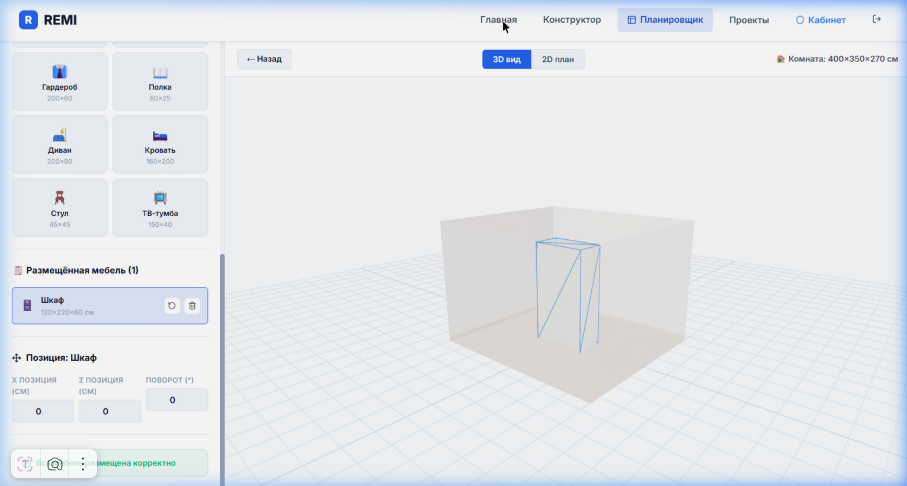 R REMI
Главная
Конструктор
Планировщик
Проекты
Кабинет
← Назад
3D вид
2D план
Комната: 400×350×270 см
Гардероб
200×60
Полка
80×25
Диван
200×90
Кровать
160×200
Стул
45×45
ТВ-тумба
150×40
Размещённая мебель (1)
Шкаф
120×220×60 см
Позиция: Шкаф
X ПОЗИЦИЯ (СМ)
Z ПОЗИЦИЯ (СМ)
ПОВОРОТ (°)
0
0
0
размещена корректно